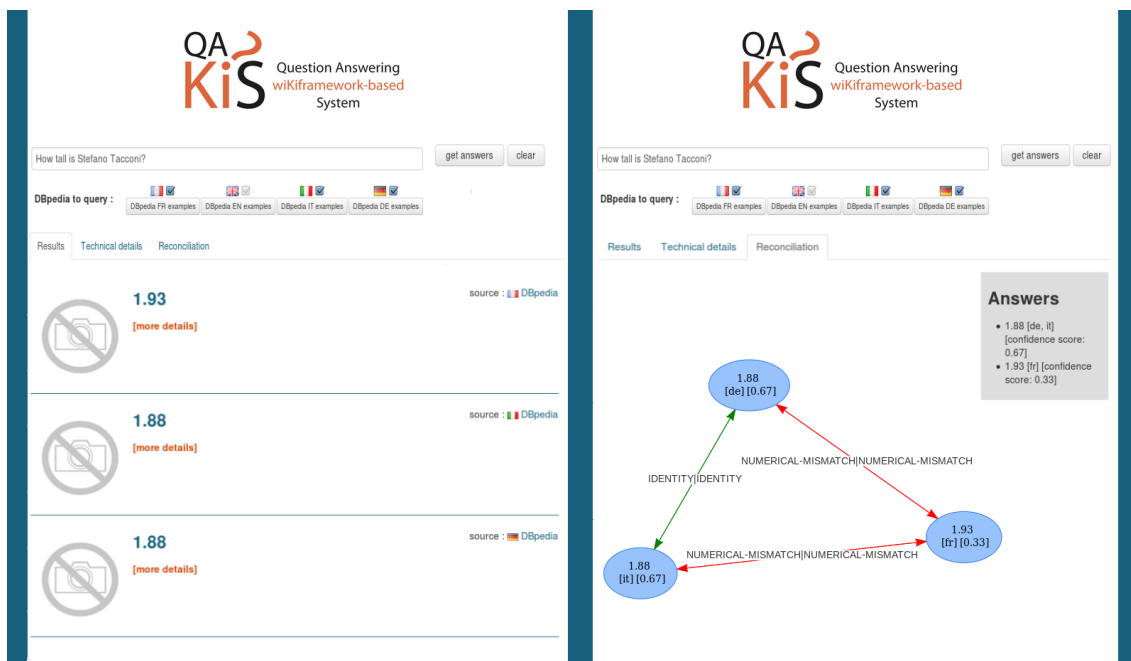 QA
KiS
Question Answering
wiKiframework-based
System
How tall is Stefano Tacconi?
get answers
clear
DBpedia to query :
DBpedia FR examples
DBpedia EN examples
DBpedia IT examples
DBpedia DE examples
Results
Technical details
Reconciliation
1.93
source : DBpedia
[more details]
1.88
source : DBpedia
[more details]
1.88
source : DBpedia
[more details]
QA
KiS
Question Answering
wiKiframework-based
System
How tall is Stefano Tacconi?
get answers
clear
DBpedia to query :
DBpedia FR examples
DBpedia EN examples
DBpedia IT examples
DBpedia DE examples
Results
Technical details
Reconciliation
Answers
• 1.88 [de, it]
[confidence score:
0.67]
• 1.93 [fr] [confidence
score: 0.33]
1.88
[de] [0.67]
NUMERICAL-MISMATCH|NUMERICAL-MISMATCH
IDENTITY|IDENTITY
1.93
[fr] [0.33]
NUMERICAL-MISMATCH|NUMERICAL-MISMATCH
1.88
[it] [0.67]